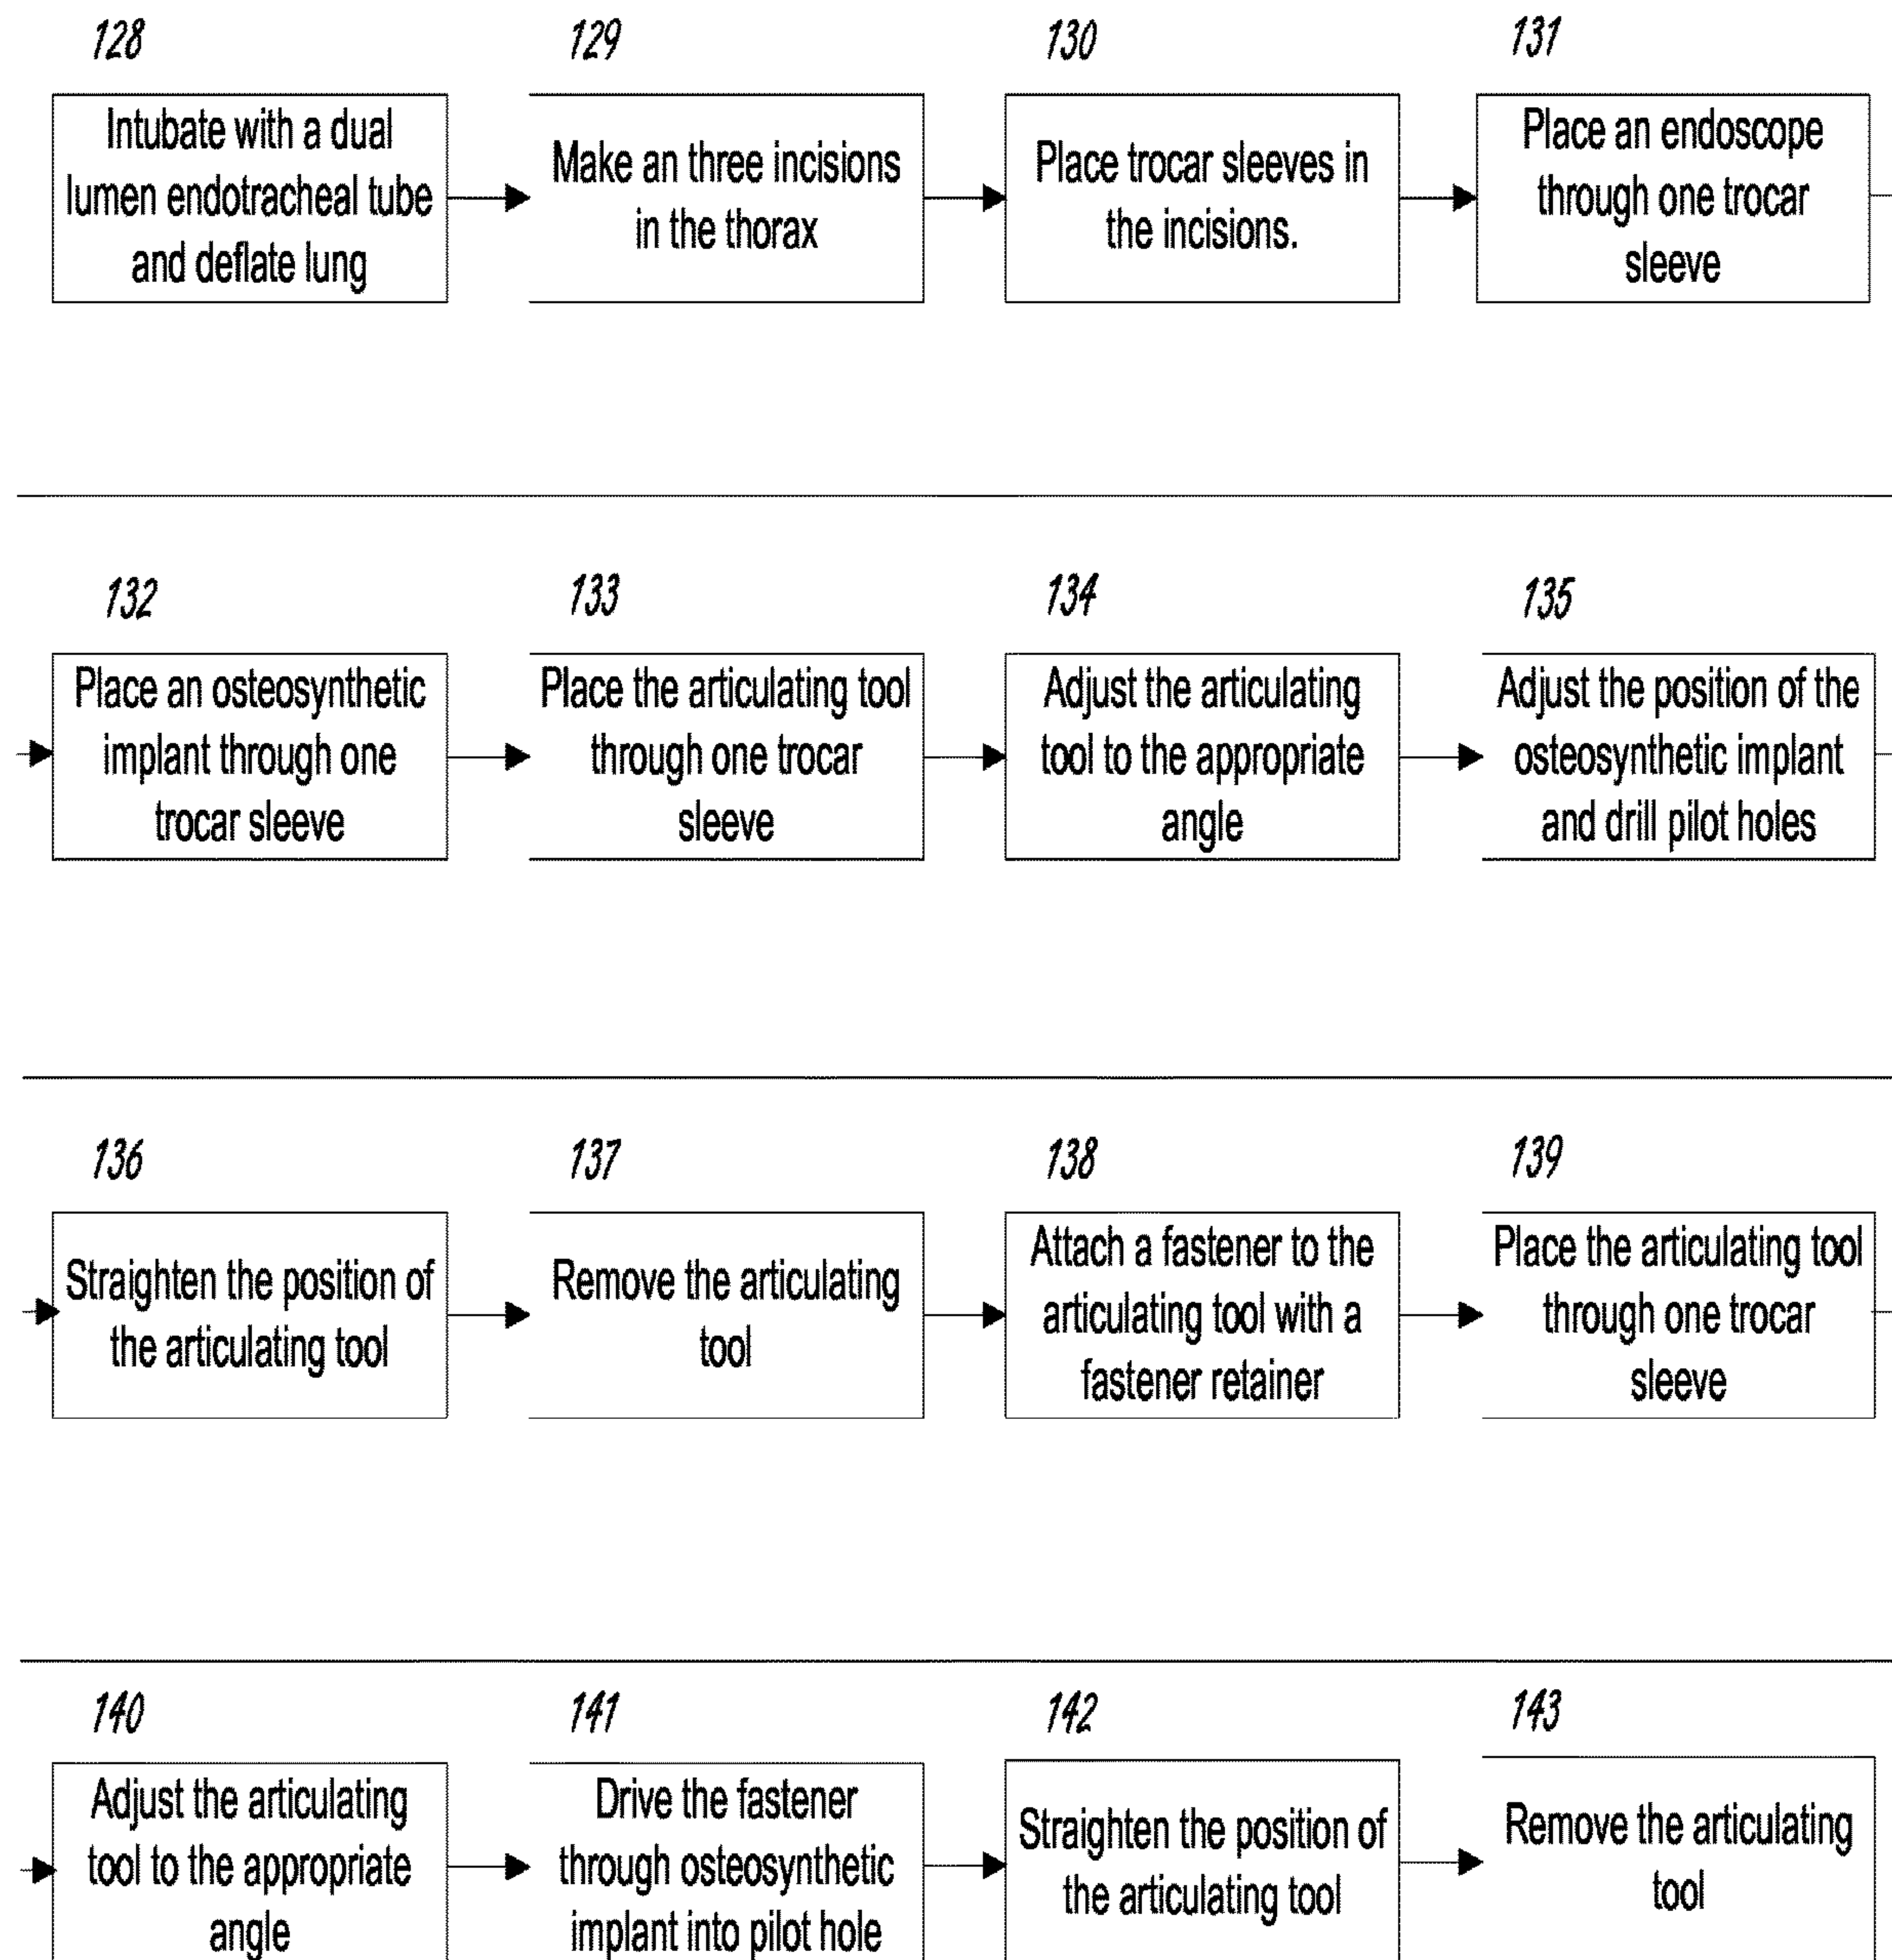 128
Intubate with a dual
lumen endotracheal tube
and deflate lung
129
Make an three incisions
in the thorax
130
Place trocar sleeves in
the incisions.
131
Place an endoscope
through one trocar
sleeve
132
Place an osteosynthetic
implant through one
trocar sleeve
133
Place the articulating tool
through one trocar
sleeve
134
Adjust the articulating
tool to the appropriate
angle
135
Adjust the position of the
osteosynthetic implant
and drill pilot holes
136
Straighten the position of
the articulating tool
137
Remove the articulating
tool
138
Attach a fastener to the
articulating tool with a
fastener retainer
139
Place the articulating tool
through one trocar
sleeve
140
Adjust the articulating
tool to the appropriate
angle
141
Drive the fastener
through osteosynthetic
implant into pilot hole
142
Straighten the position of
the articulating tool
143
Remove the articulating
tool